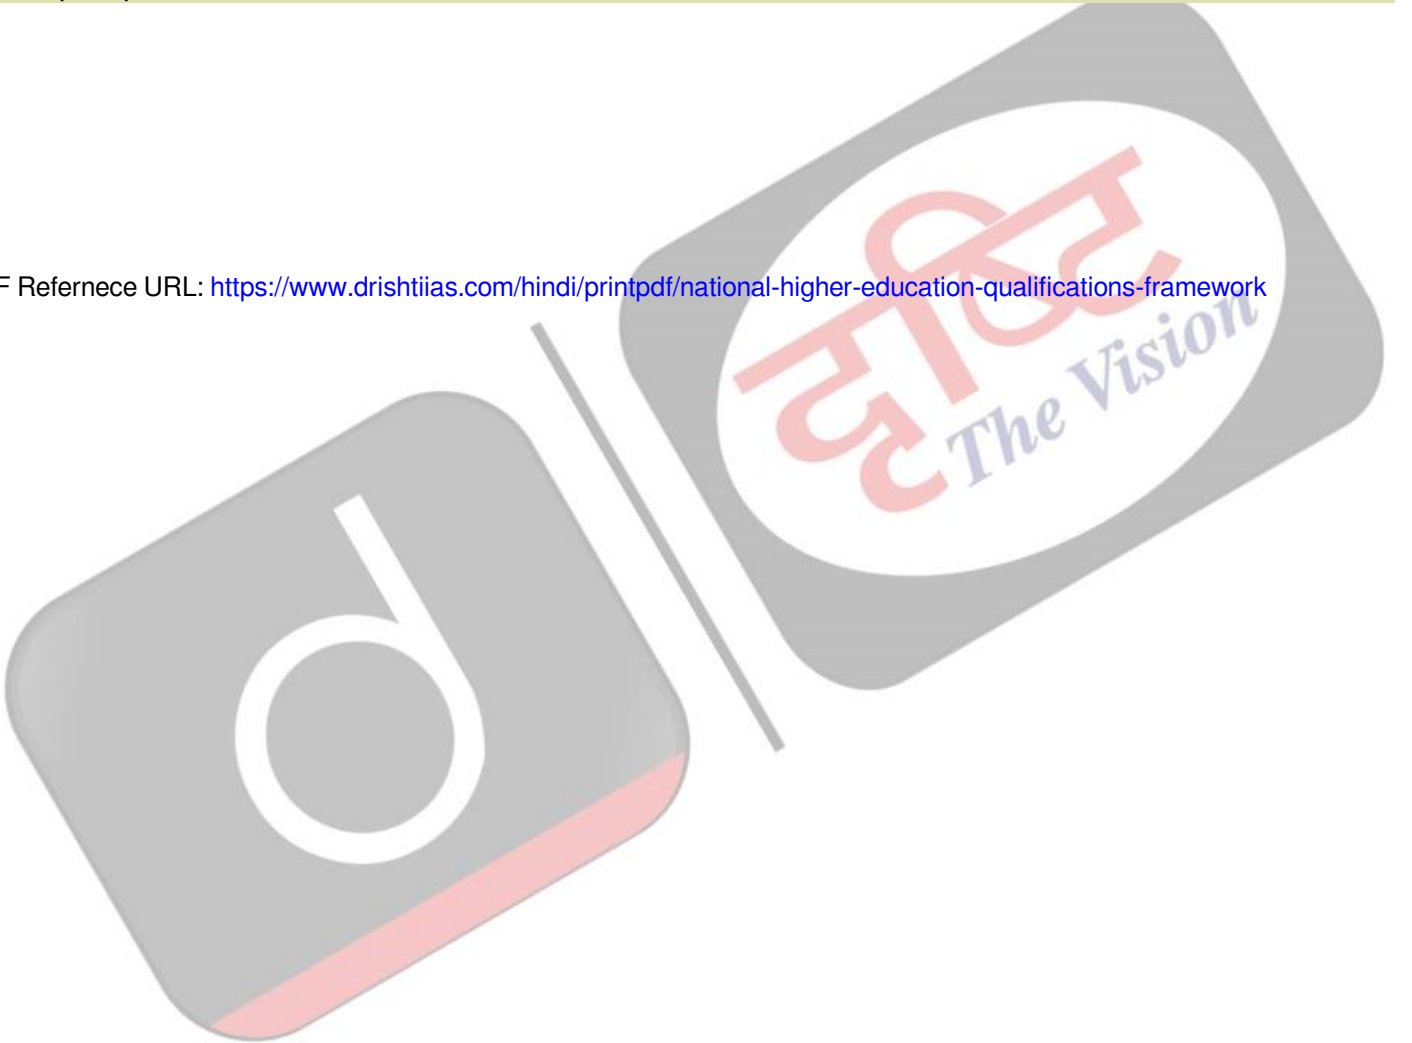 F Refernece URL: https://www.drishtiias.com/hindi/printpdf/national-higher-education-qualifications-framework
दृष्टि
The Vision
d